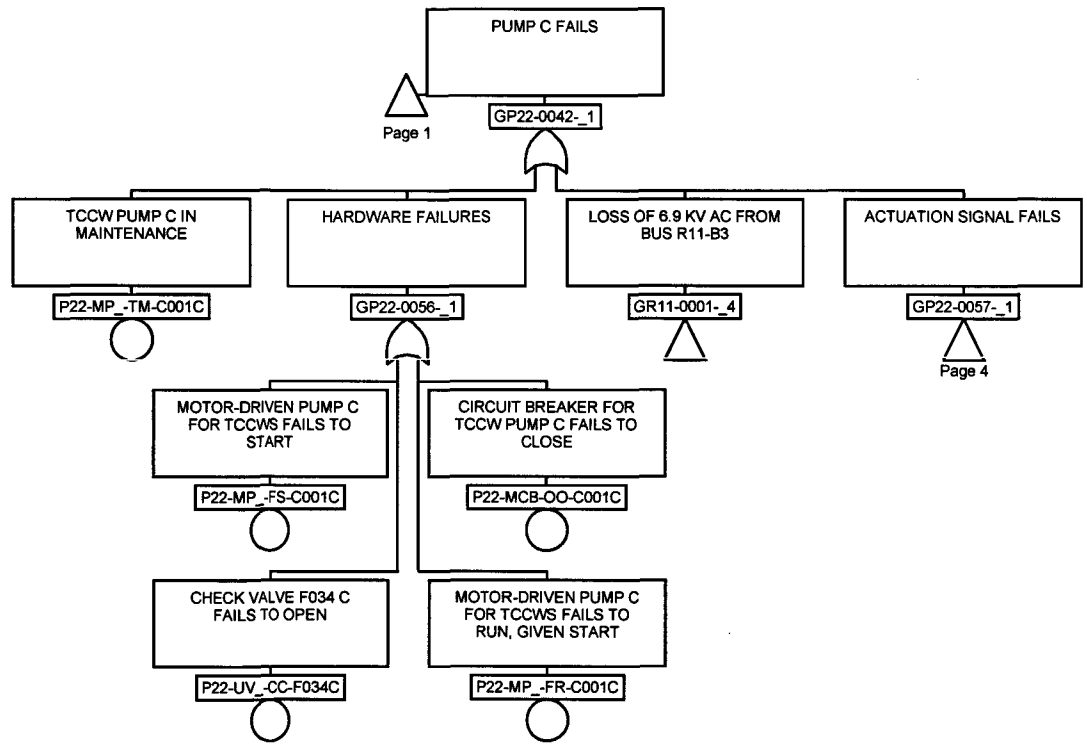 PUMP C FAILS
Page 1
GP22-0042-_1
TCCW PUMP C IN
MAINTENANCE
P22-MP_-TM-C001C
HARDWARE FAILURES
GP22-0056-_1
LOSS OF 6.9 KV AC FROM
BUS R11-B3
GR11-0001-_4
ACTUATION SIGNAL FAILS
GP22-0057-_1
Page 4
MOTOR-DRIVEN PUMP C
FOR TCCWS FAILS TO
START
P22-MP_-FS-C001C
CIRCUIT BREAKER FOR
TCCW PUMP C FAILS TO
CLOSE
P22-MCB-OO-C001C
CHECK VALVE F034 C
FAILS TO OPEN
P22-UV_-CC-F034C
MOTOR-DRIVEN PUMP C
FOR TCCWS FAILS TO
RUN, GIVEN START
P22-MP_-FR-C001C